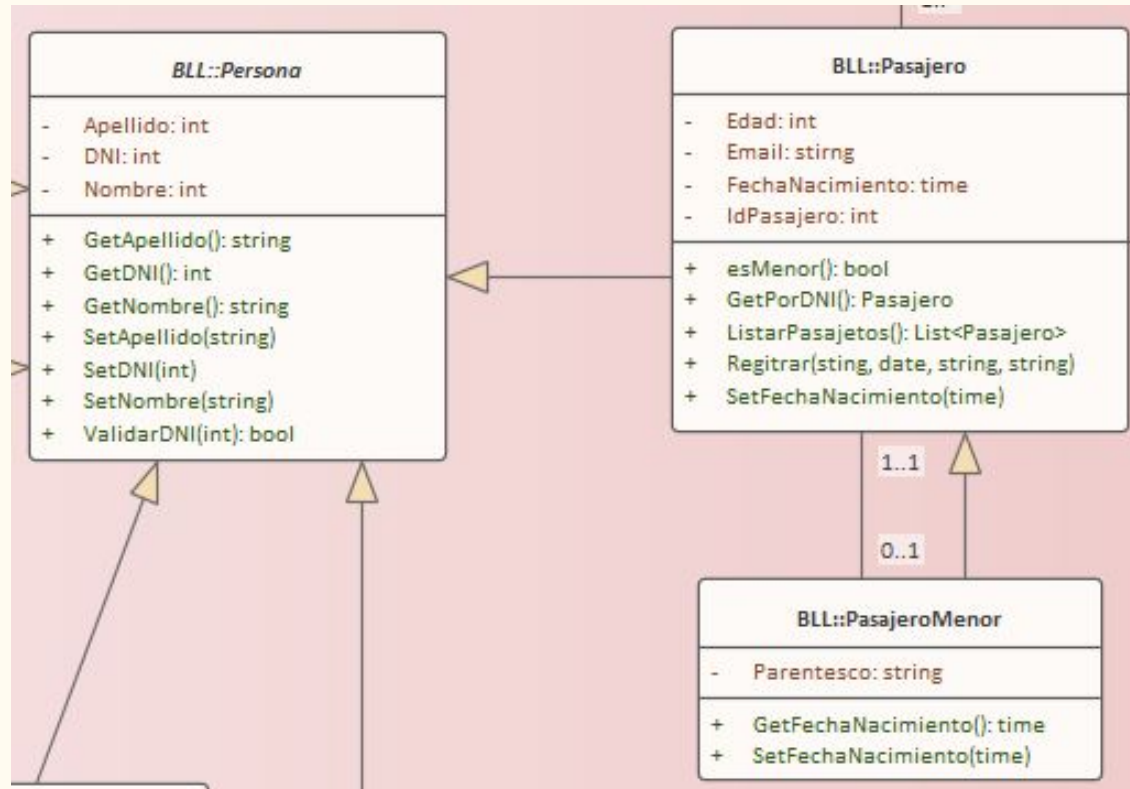 BLL::Persona
- Apellido: int
- DNI: int
- Nombre: int
+ GetApellido(): string
+ GetDNI(): int
+ GetNombre(): string
+ SetApellido(string)
+ SetDNI(int)
+ SetNombre(string)
+ ValidarDNI(int): bool
BLL::Pasajero
- Edad: int
- Email: stirng
- FechaNacimiento: time
- IdPasajero: int
+ esMenor(): bool
+ GetPorDNI(): Pasajero
+ ListarPasajetos(): List<Pasajero>
+ Regitrar(sting, date, string, string)
+ SetFechaNacimiento(time)
1..1
0..1
BLL::PasajeroMenor
- Parentesco: string
+ GetFechaNacimiento(): time
+ SetFechaNacimiento(time)